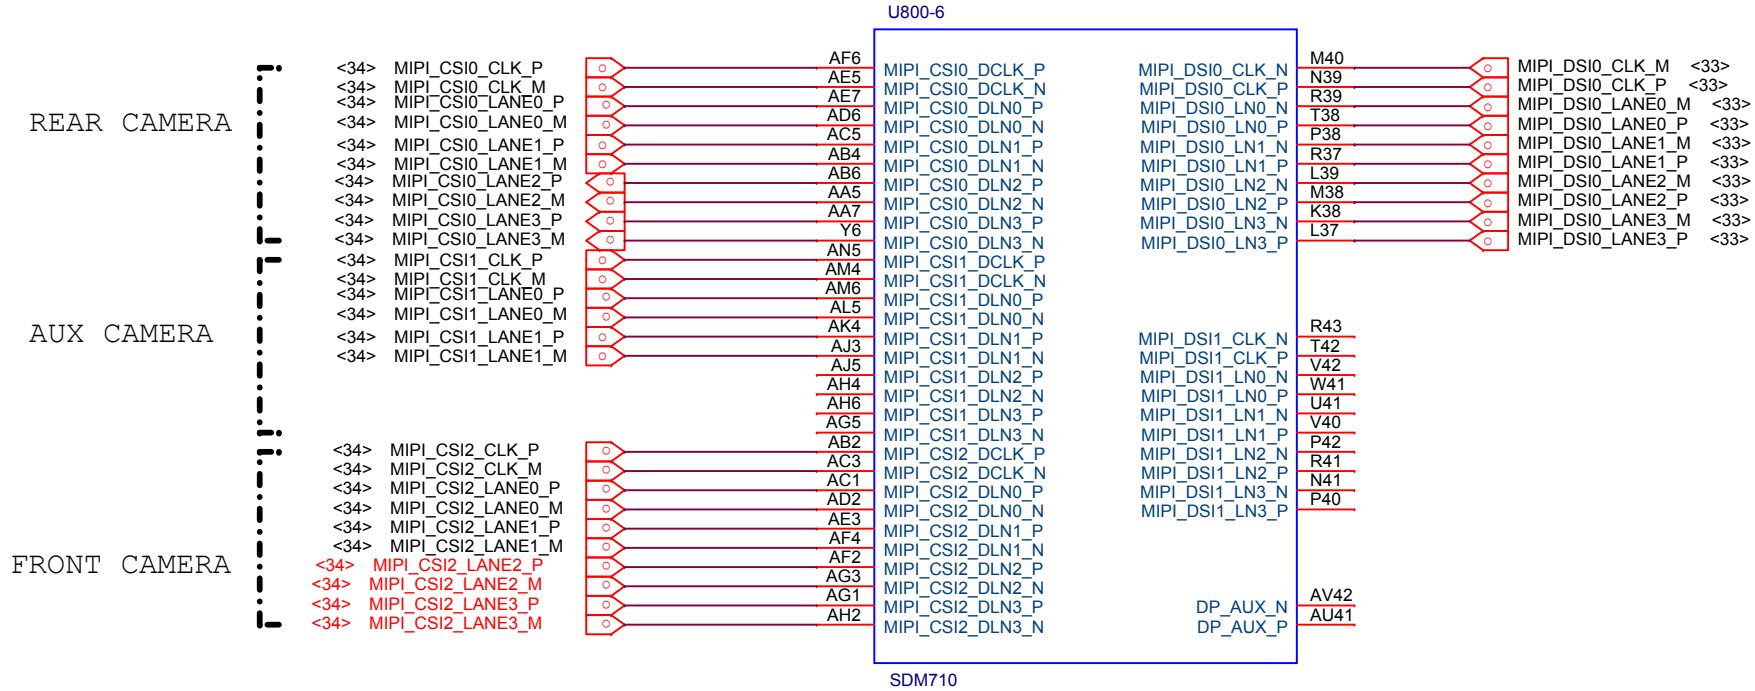 U800-6
REAR CAMERA
<34> MIPI_CSI0_CLK_P AF6 MIPI_CSI0_DCLK_P
<34> MIPI_CSI0_CLK_M AE5 MIPI_CSI0_DCLK_N
<34> MIPI_CSI0_LANE0_P AE7 MIPI_CSI0_DLN0_P
<34> MIPI_CSI0_LANE0_M AD6 MIPI_CSI0_DLN0_N
<34> MIPI_CSI0_LANE1_P AC5 MIPI_CSI0_DLN1_P
<34> MIPI_CSI0_LANE1_M AB4 MIPI_CSI0_DLN1_N
<34> MIPI_CSI0_LANE2_P AB6 MIPI_CSI0_DLN2_P
<34> MIPI_CSI0_LANE2_M AA5 MIPI_CSI0_DLN2_N
<34> MIPI_CSI0_LANE3_P AA7 MIPI_CSI0_DLN3_P
<34> MIPI_CSI0_LANE3_M Y6 MIPI_CSI0_DLN3_N
AUX CAMERA
<34> MIPI_CSI1_CLK_P AN5 MIPI_CSI1_DCLK_P
<34> MIPI_CSI1_CLK_M AM4 MIPI_CSI1_DCLK_N
<34> MIPI_CSI1_LANE0_P AM6 MIPI_CSI1_DLN0_P
<34> MIPI_CSI1_LANE0_M AL5 MIPI_CSI1_DLN0_N
<34> MIPI_CSI1_LANE1_P AK4 MIPI_CSI1_DLN1_P
<34> MIPI_CSI1_LANE1_M AJ3 MIPI_CSI1_DLN1_N
AJ5 MIPI_CSI1_DLN2_P
AH4 MIPI_CSI1_DLN2_N
AH6 MIPI_CSI1_DLN3_P
AG5 MIPI_CSI1_DLN3_N
FRONT CAMERA
<34> MIPI_CSI2_CLK_P AB2 MIPI_CSI2_DCLK_P
<34> MIPI_CSI2_CLK_M AC3 MIPI_CSI2_DCLK_N
<34> MIPI_CSI2_LANE0_P AC1 MIPI_CSI2_DLN0_P
<34> MIPI_CSI2_LANE0_M AD2 MIPI_CSI2_DLN0_N
<34> MIPI_CSI2_LANE1_P AE3 MIPI_CSI2_DLN1_P
<34> MIPI_CSI2_LANE1_M AF4 MIPI_CSI2_DLN1_N
<34> MIPI_CSI2_LANE2_P AF2 MIPI_CSI2_DLN2_P
<34> MIPI_CSI2_LANE2_M AG3 MIPI_CSI2_DLN2_N
<34> MIPI_CSI2_LANE3_P AG1 MIPI_CSI2_DLN3_P
<34> MIPI_CSI2_LANE3_M AH2 MIPI_CSI2_DLN3_N
MIPI_DSI0_CLK_N M40 MIPI_DSI0_CLK_M <33>
MIPI_DSI0_CLK_P N39 MIPI_DSI0_CLK_P <33>
MIPI_DSI0_LN0_N R39 MIPI_DSI0_LANE0_M <33>
MIPI_DSI0_LN0_P T38 MIPI_DSI0_LANE0_P <33>
MIPI_DSI0_LN1_N P38 MIPI_DSI0_LANE1_M <33>
MIPI_DSI0_LN1_P R37 MIPI_DSI0_LANE1_P <33>
MIPI_DSI0_LN2_N L39 MIPI_DSI0_LANE2_M <33>
MIPI_DSI0_LN2_P M38 MIPI_DSI0_LANE2_P <33>
MIPI_DSI0_LN3_N K38 MIPI_DSI0_LANE3_M <33>
MIPI_DSI0_LN3_P L37 MIPI_DSI0_LANE3_P <33>
MIPI_DSI1_CLK_N R43
MIPI_DSI1_CLK_P T42
MIPI_DSI1_LN0_N V42
MIPI_DSI1_LN0_P W41
MIPI_DSI1_LN1_N U41
MIPI_DSI1_LN1_P V40
MIPI_DSI1_LN2_N P42
MIPI_DSI1_LN2_P R41
MIPI_DSI1_LN3_N N41
MIPI_DSI1_LN3_P P40
DP_AUX_N AV42
DP_AUX_P AU41
SDM710